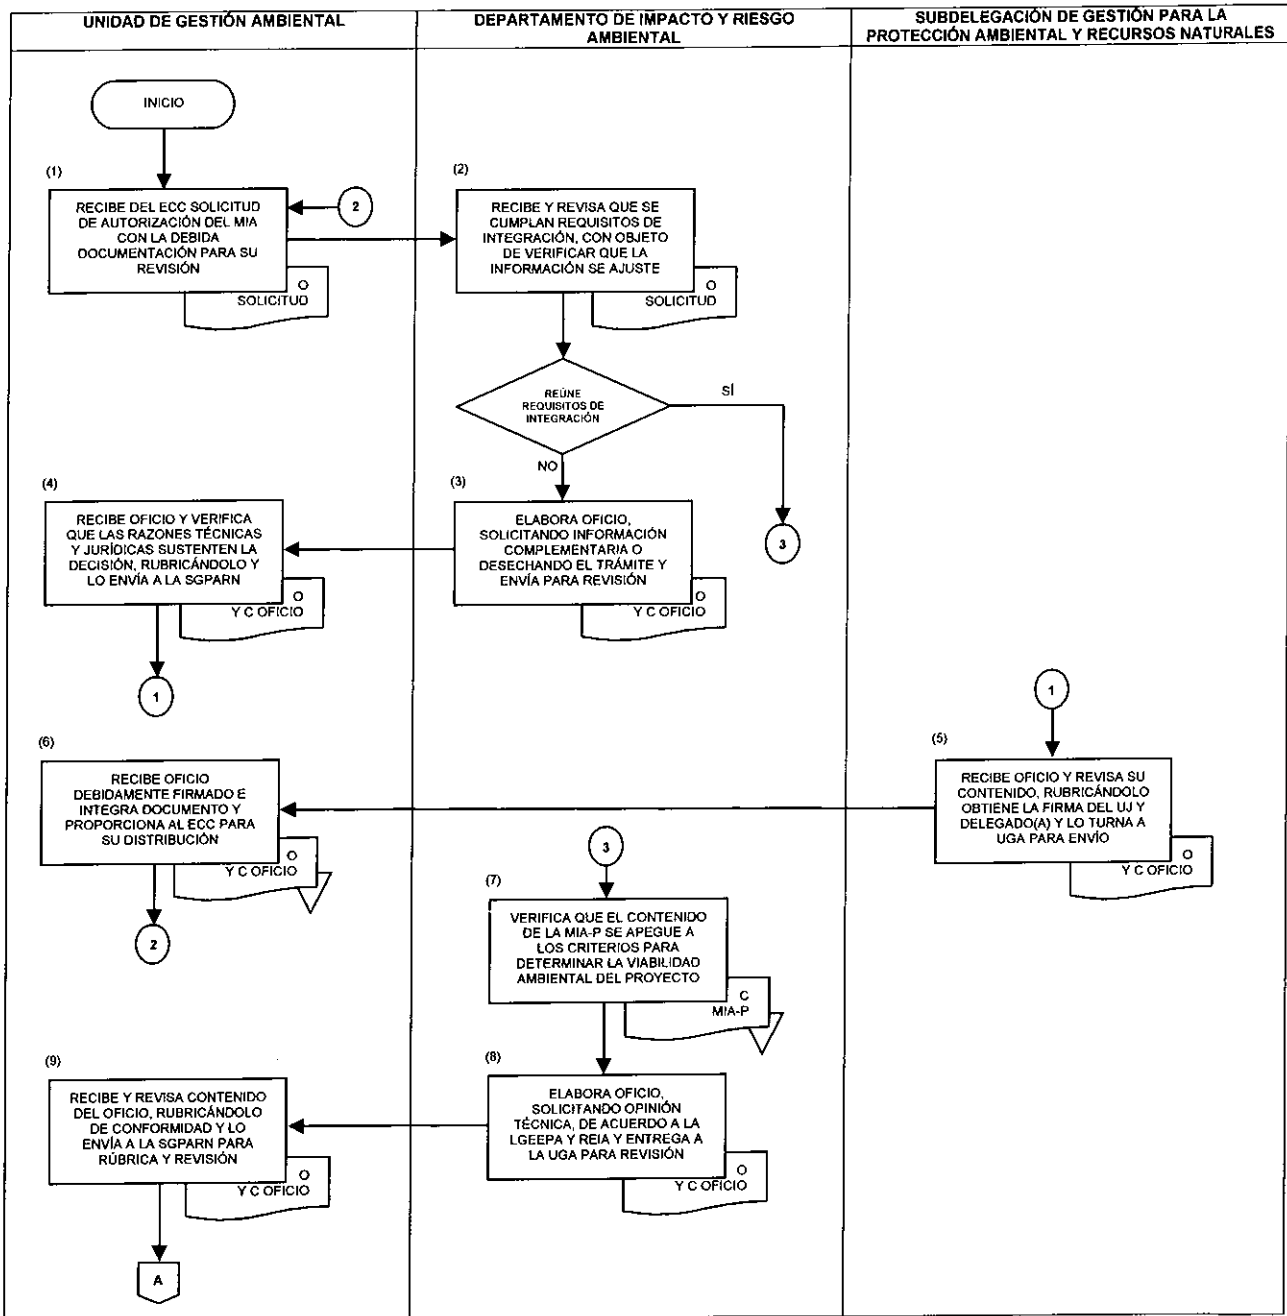 UNIDAD DE GESTIÓN AMBIENTAL
DEPARTAMENTO DE IMPACTO Y RIESGO
AMBIENTAL
SUBDELEGACIÓN DE GESTIÓN PARA LA
PROTECCIÓN AMBIENTAL Y RECURSOS NATURALES
INICIO
(1)
RECIBE DEL ECC SOLICITUD
DE AUTORIZACIÓN DEL MIA
CON LA DEBIDA
DOCUMENTACIÓN PARA SU
REVISIÓN
O
SOLICITUD
2
(2)
RECIBE Y REVISA QUE SE
CUMPLAN REQUISITOS DE
INTEGRACIÓN, CON OBJETO
DE VERIFICAR QUE LA
INFORMACIÓN SE AJUSTE
O
SOLICITUD
REÚNE
REQUISITOS DE
INTEGRACIÓN
SÍ
NO
3
(3)
ELABORA OFICIO,
SOLICITANDO INFORMACIÓN
COMPLEMENTARIA O
DESECHANDO EL TRÁMITE Y
ENVÍA PARA REVISIÓN
O
Y C OFICIO
(4)
RECIBE OFICIO Y VERIFICA
QUE LAS RAZONES TÉCNICAS
Y JURÍDICAS SUSTENTEN LA
DECISIÓN, RUBRICÁNDOLO Y
LO ENVÍA A LA SGPARN
O
Y C OFICIO
1
1
(5)
RECIBE OFICIO Y REVISA SU
CONTENIDO, RUBRICÁNDOLO
OBTIENE LA FIRMA DEL UJ Y
DELEGADO(A) Y LO TURNA A
UGA PARA ENVÍO
O
Y C OFICIO
(6)
RECIBE OFICIO
DEBIDAMENTE FIRMADO E
INTEGRA DOCUMENTO Y
PROPORCIONA AL ECC PARA
SU DISTRIBUCIÓN
O
Y C OFICIO
2
3
(7)
VERIFICA QUE EL CONTENIDO
DE LA MIA-P SE APEGUE A
LOS CRITERIOS PARA
DETERMINAR LA VIABILIDAD
AMBIENTAL DEL PROYECTO
C
MIA-P
(8)
ELABORA OFICIO,
SOLICITANDO OPINIÓN
TÉCNICA, DE ACUERDO A LA
LGEEPA Y REIA Y ENTREGA A
LA UGA PARA REVISIÓN
O
Y C OFICIO
(9)
RECIBE Y REVISA CONTENIDO
DEL OFICIO, RUBRICÁNDOLO
DE CONFORMIDAD Y LO
ENVÍA A LA SGPARN PARA
RÚBRICA Y REVISIÓN
O
Y C OFICIO
A